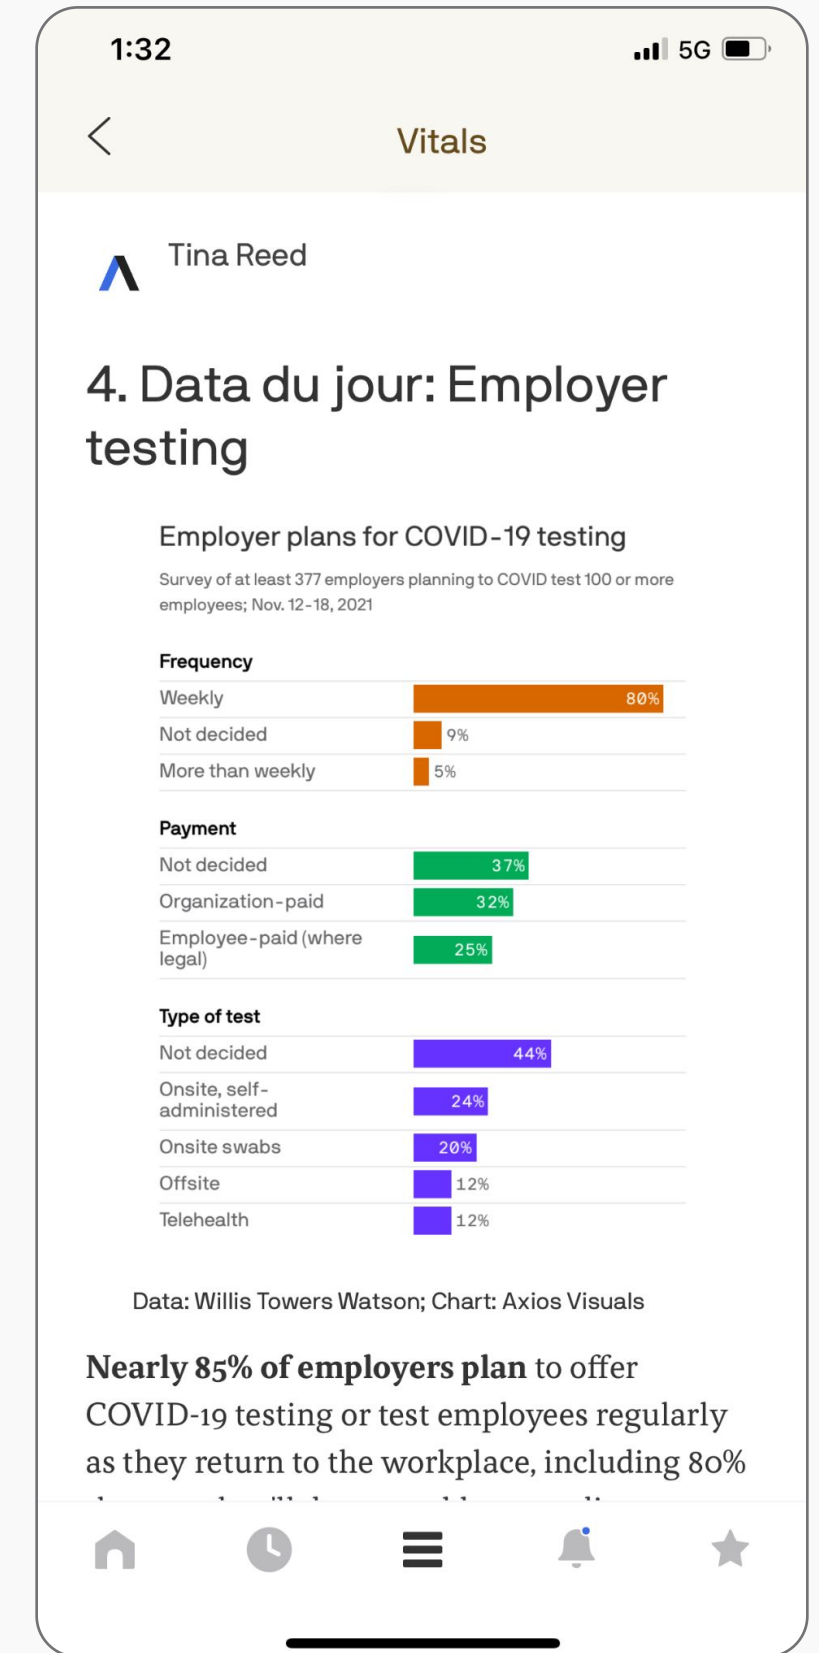 1:32
5G
Vitals
Tina Reed
4. Data du jour: Employer
testing
Employer plans for COVID-19 testing
Survey of at least 377 employers planning to COVID test 100 or more
employees; Nov. 12-18, 2021
Frequency
Weekly 80%
Not decided 9%
More than weekly 5%
Payment
Not decided 37%
Organization-paid 32%
Employee-paid (where
legal) 25%
Type of test
Not decided 44%
Onsite, self-
administered 24%
Onsite swabs 20%
Offsite 12%
Telehealth 12%
Data: Willis Towers Watson; Chart: Axios Visuals
Nearly 85% of employers plan to offer
COVID-19 testing or test employees regularly
as they return to the workplace, including 80%